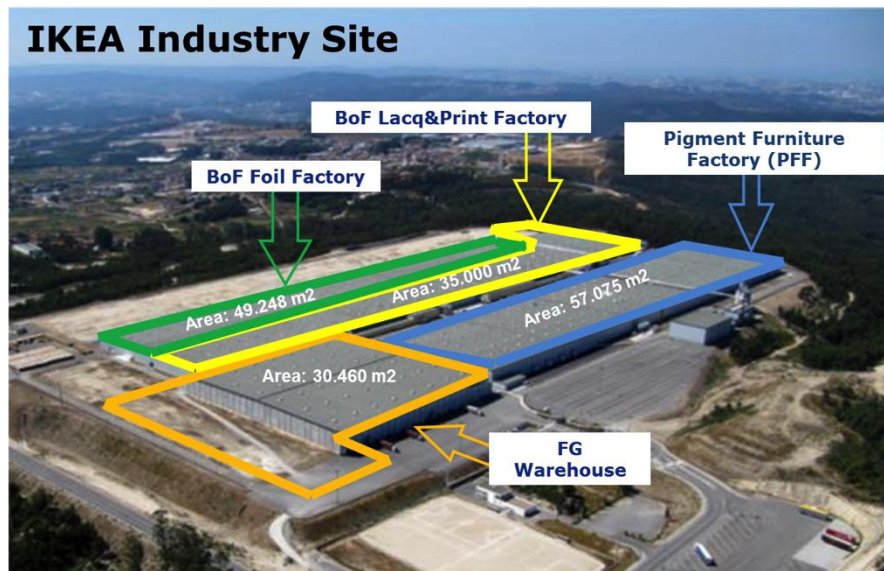 IKEA Industry Site
BoF Lacq&Print Factory
Pigment Furniture
Factory (PFF)
BoF Foil Factory
Area: 49.248 m2
Area: 35.000 m2
Area: 57.075 m2
Area: 30.460 m2
FG
Warehouse